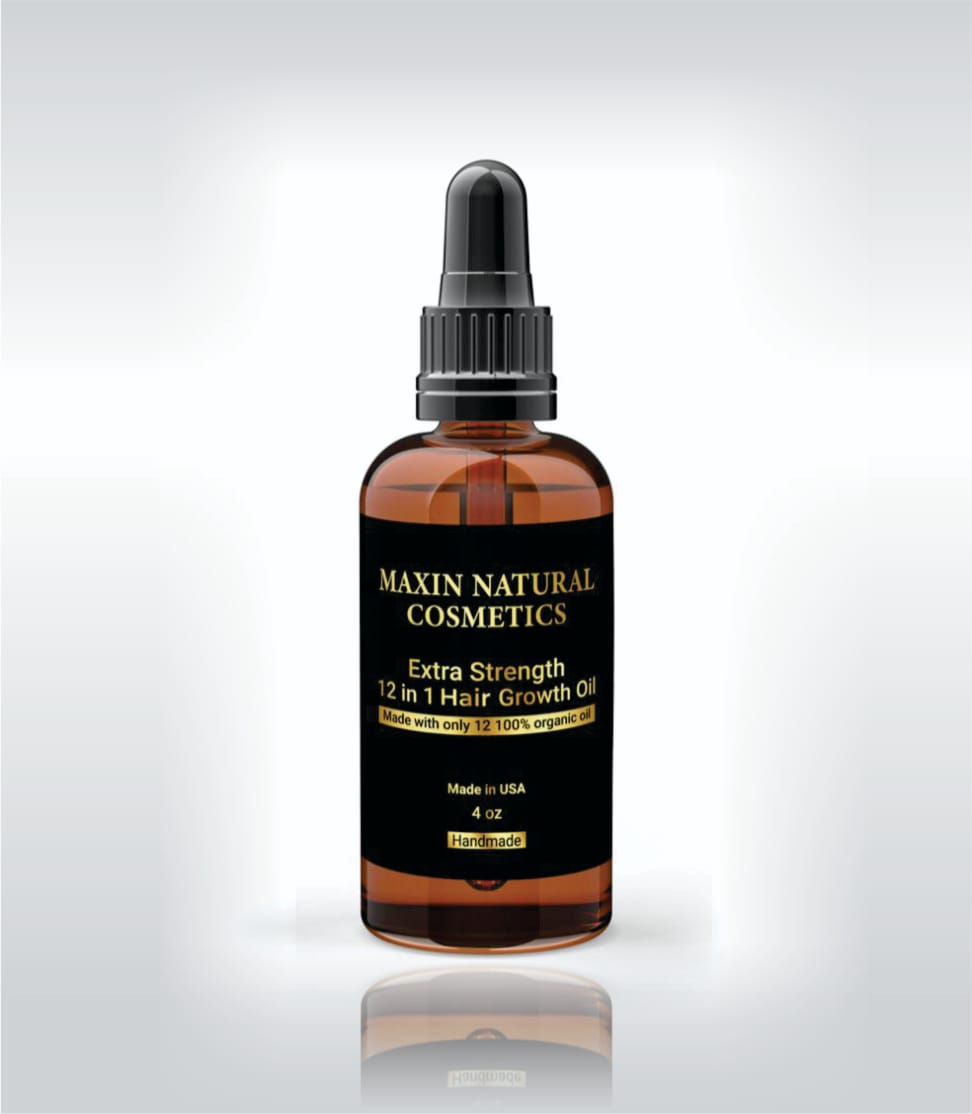 MAXIN NATURAL
COSMETICS
Extra Strength
12 in 1 Hair Growth Oil
Made with only 12 100% organic oil
Made in USA
4 oz
Handmade
Handmade